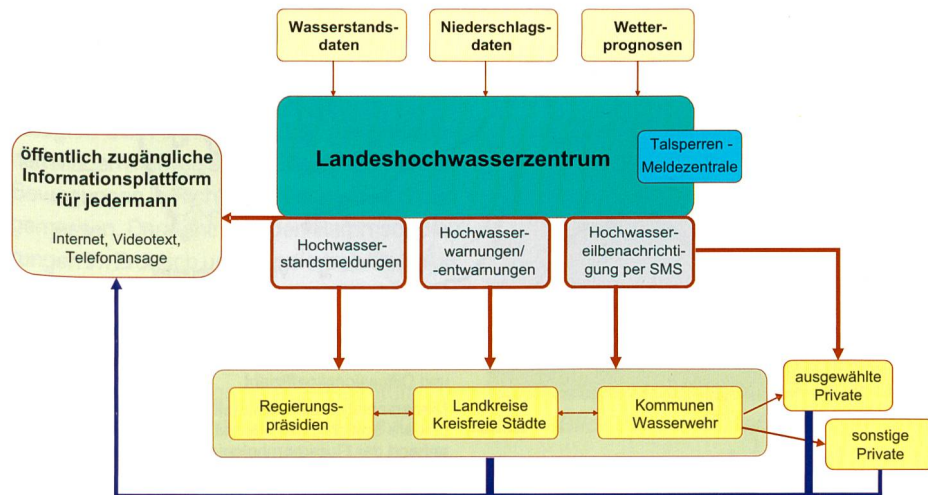 Wasserstands-
daten
Niederschlags-
daten
Wetter-
prognosen
Landeshochwasserzentrum
Talsperren -
Meldezentrale
öffentlich zugängliche
Informationsplattform
für jedermann
Internet, Videotext,
Telefonansage
Hochwasser-
standsmeldungen
Hochwasser-
warnungen/
-entwarnungen
Hochwasser-
eilbenachrichti-
gung per SMS
Regierungs-
präsidien
Landkreise
Kreisfreie Städte
Kommunen
Wasserwehr
ausgewählte
Private
sonstige
Private